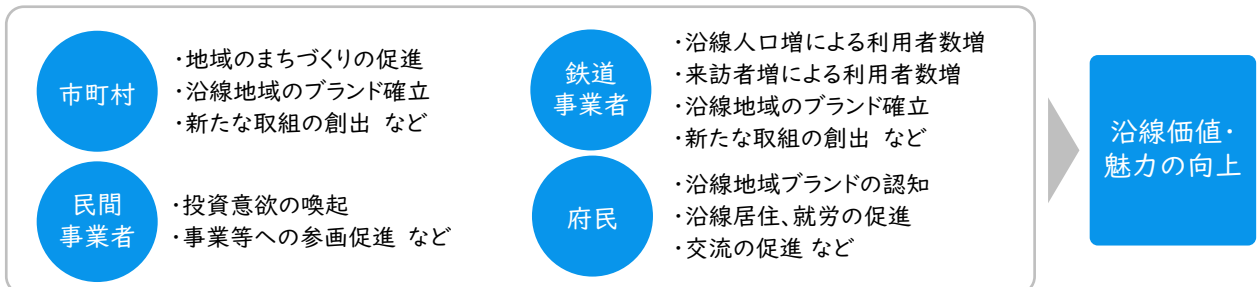 市町村
・地域のまちづくりの促進
・沿線地域のブランド確立
・新たな取組の創出 など
鉄道
事業者
・沿線人口増による利用者数増
・来訪者増による利用者数増
・沿線地域のブランド確立
・新たな取組の創出 など
民間
事業者
・投資意欲の喚起
・事業等への参画促進 など
府民
・沿線地域ブランドの認知
・沿線居住、就労の促進
・交流の促進 など
沿線価値・
魅力の向上